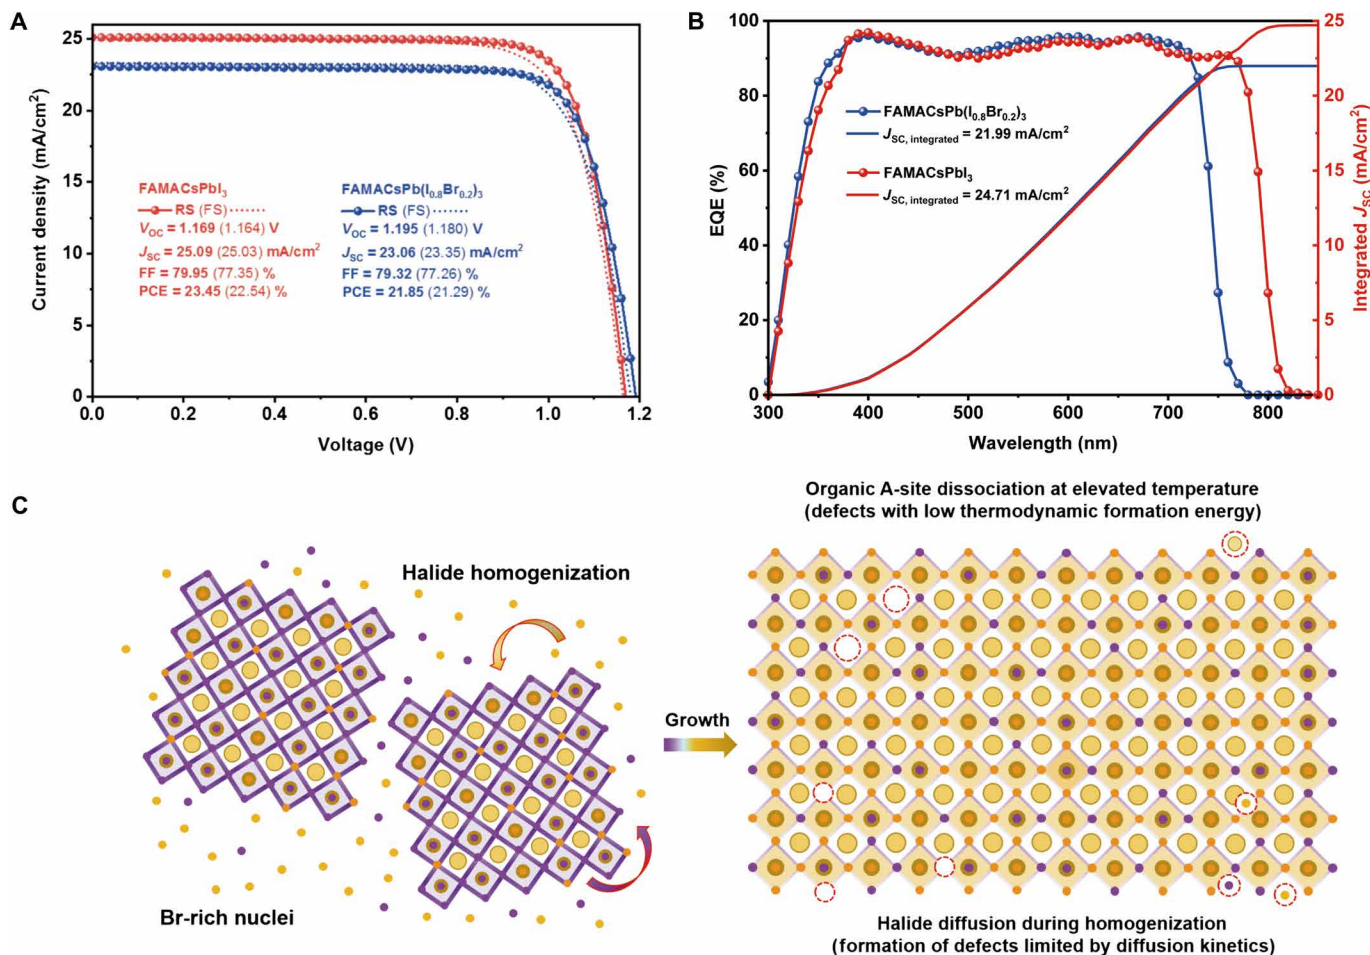 A
Current density (mA/cm²)
25
20
15
10
5
0
0.0 0.2 0.4 0.6 0.8 1.0 1.2
Voltage (V)
FAMACsPbI₃
RS (FS)
V_OC = 1.169 (1.164) V
J_SC = 25.09 (25.03) mA/cm²
FF = 79.95 (77.35) %
PCE = 23.45 (22.54) %
FAMACsPb(I₀.₈Br₀.₂)₃
RS (FS)
V_OC = 1.195 (1.180) V
J_SC = 23.06 (23.35) mA/cm²
FF = 79.32 (77.26) %
PCE = 21.85 (21.29) %
B
EQE (%)
100
80
60
40
20
0
300 400 500 600 700 800
Wavelength (nm)
25
20
15
10
5
0
Integrated J_SC (mA/cm²)
FAMACsPb(I₀.₈Br₀.₂)₃
J_SC, integrated = 21.99 mA/cm²
FAMACsPbI₃
J_SC, integrated = 24.71 mA/cm²
C
Halide homogenization
Br-rich nuclei
Growth
Organic A-site dissociation at elevated temperature
(defects with low thermodynamic formation energy)
Halide diffusion during homogenization
(formation of defects limited by diffusion kinetics)